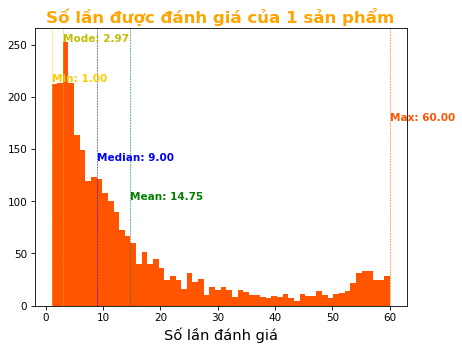 Số lần được đánh giá của 1 sản phẩm
Mode: 2.97
Min: 1.00
Median: 9.00
Mean: 14.75
Max: 60.00
250
200
150
100
50
0
0 10 20 30 40 50 60
Số lần đánh giá